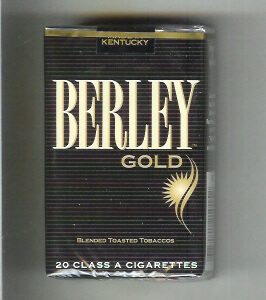 KENTUCKY
BERLEY
GOLD
BLENDED TOASTED TOBACCOS
20 CLASS A CIGARETTES